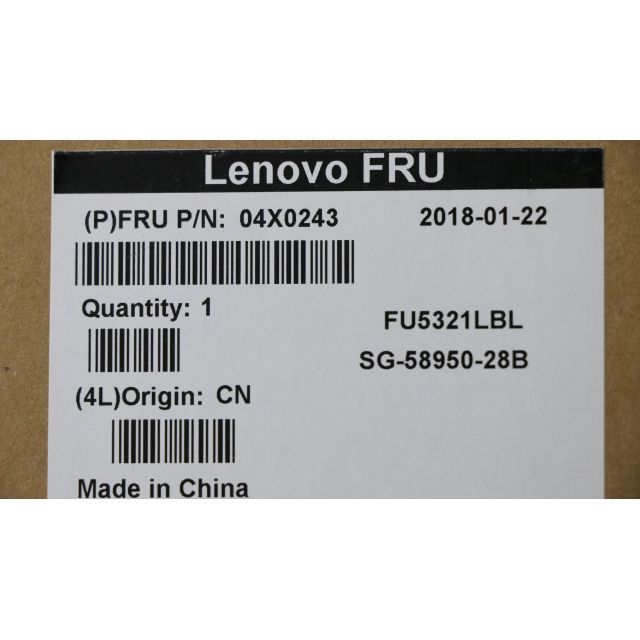 Lenovo FRU
(P)FRU P/N: 04X0243 2018-01-22
Quantity: 1
FU5321LBL
SG-58950-28B
(4L)Origin: CN
Made in China